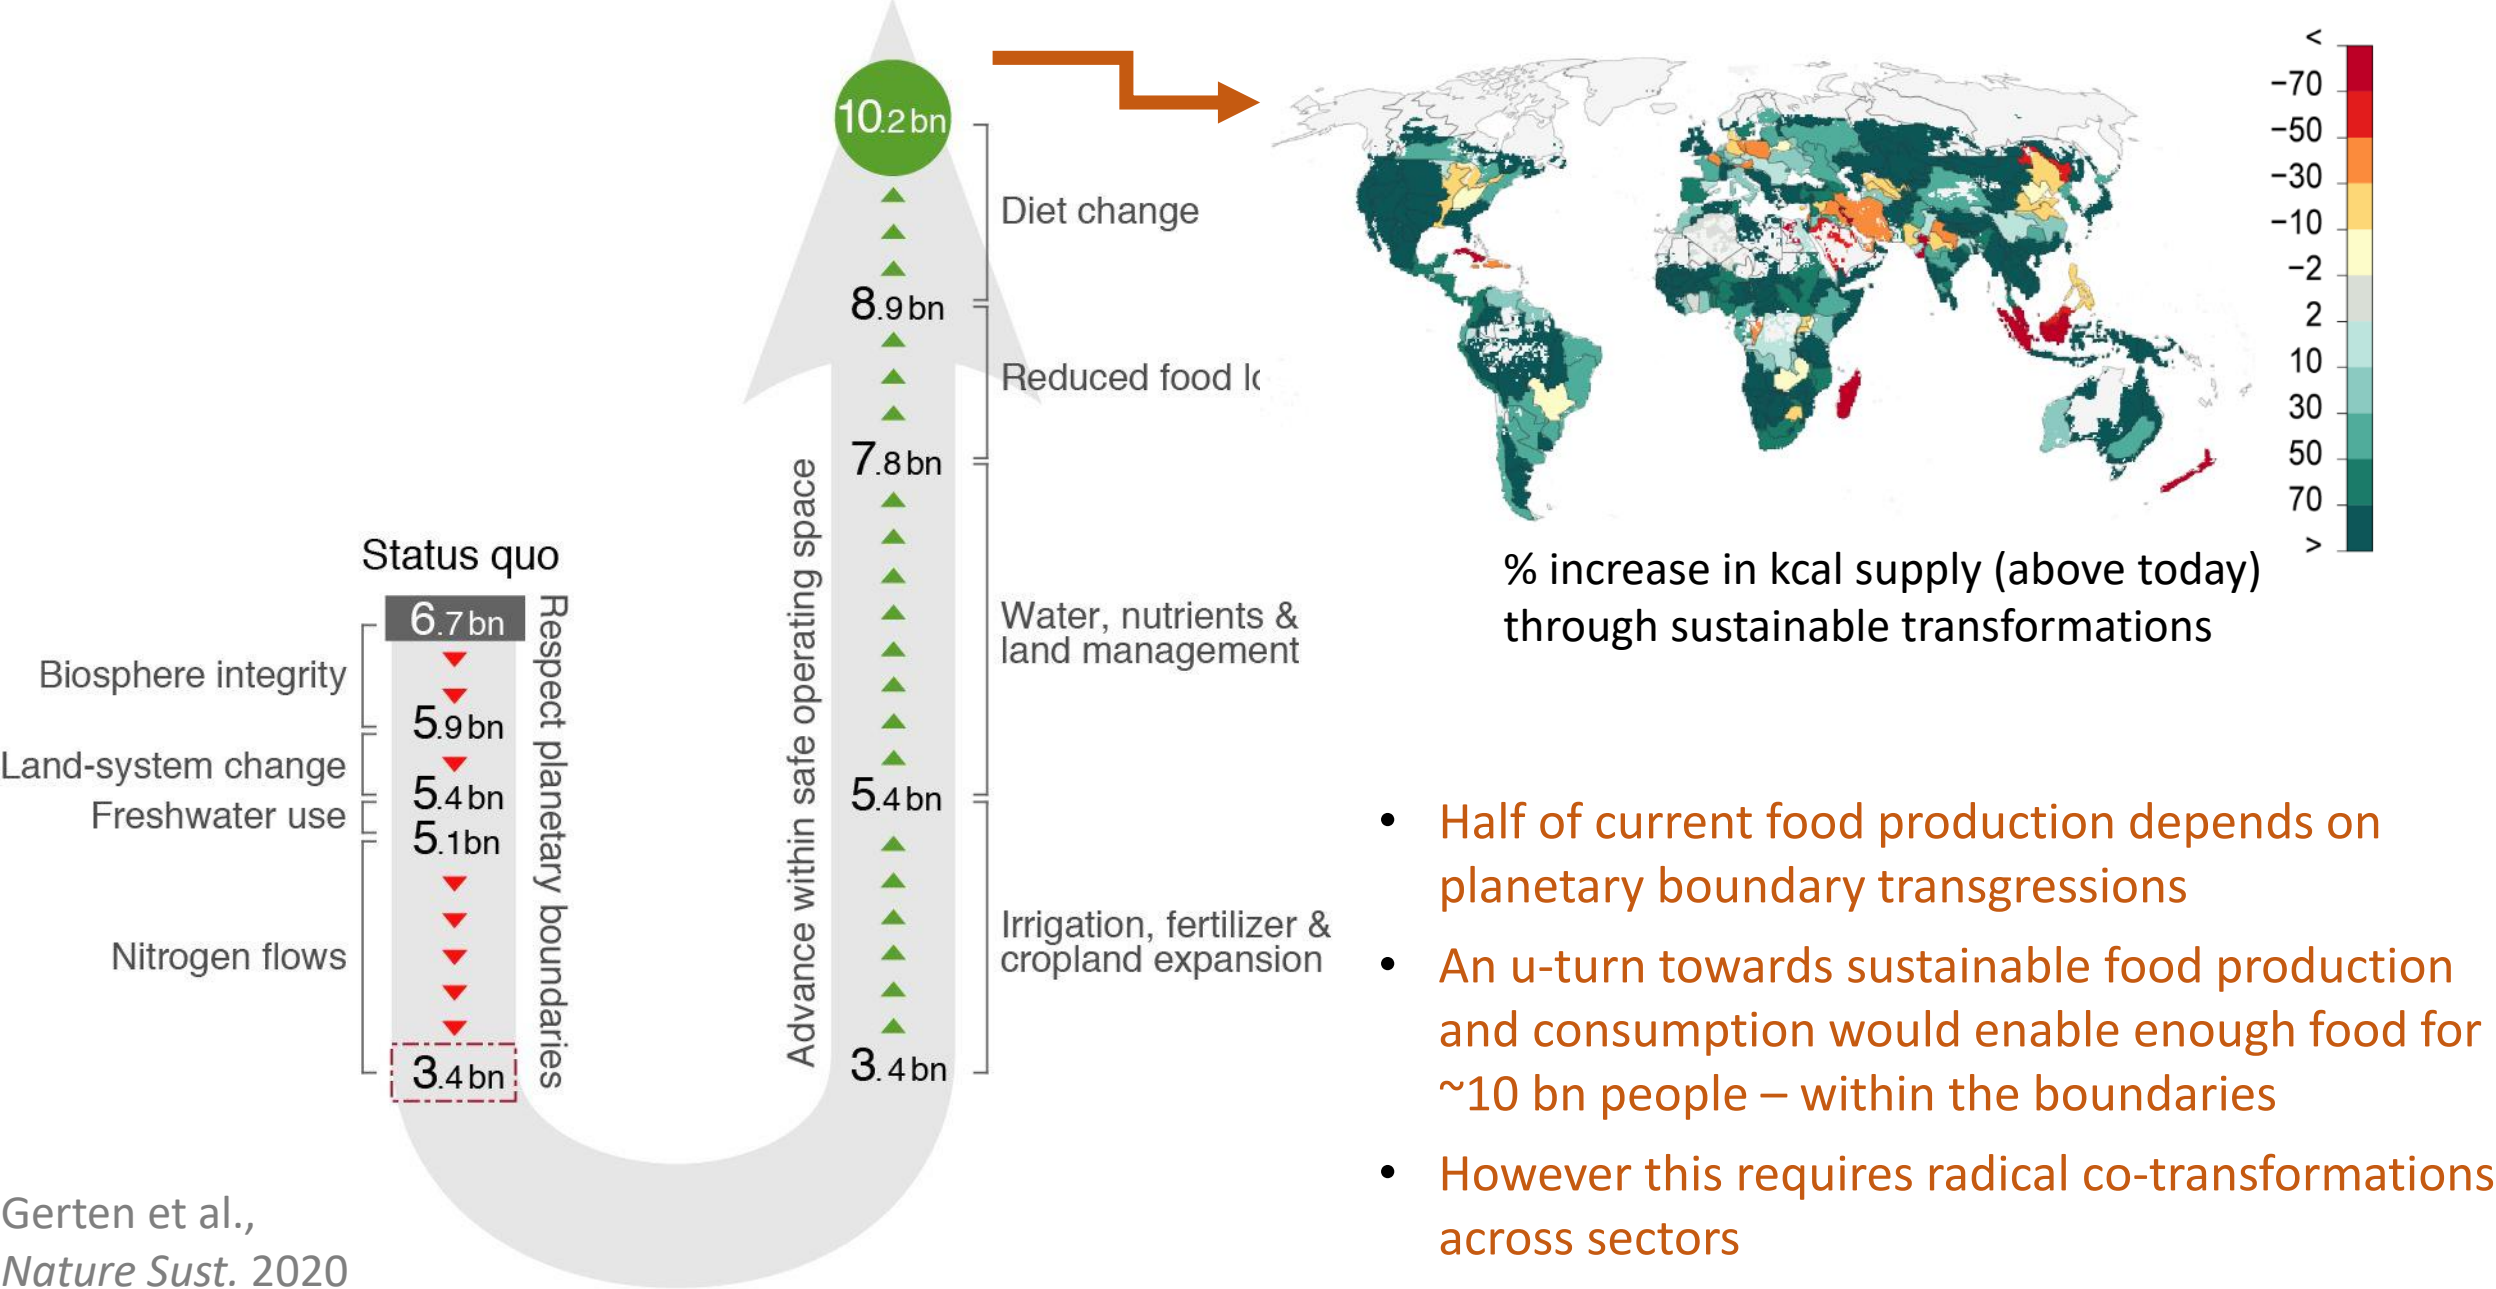 Status quo
6.7 bn
Biosphere integrity
5.9 bn
Land-system change
5.4 bn
Freshwater use
5.1bn
Nitrogen flows
3.4 bn
Respect planetary boundaries
Advance within safe operating space
10.2 bn
Diet change
8.9 bn
Reduced food
7.8 bn
Water, nutrients &
land management
5.4 bn
Irrigation, fertilizer &
cropland expansion
3.4 bn
<
−70
−50
−30
−10
−2
2
10
30
50
70
>
% increase in kcal supply (above today)
through sustainable transformations
• Half of current food production depends on
planetary boundary transgressions
• An u-turn towards sustainable food production
and consumption would enable enough food for
~10 bn people – within the boundaries
• However this requires radical co-transformations
across sectors
Gerten et al.,
Nature Sust. 2020